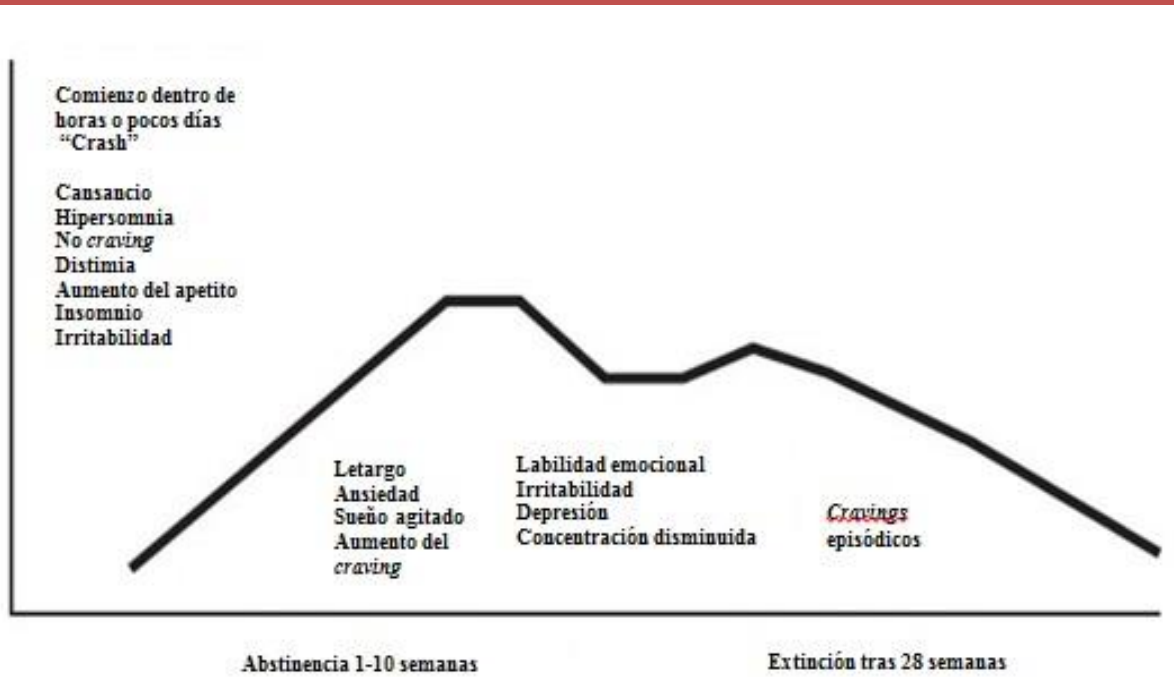 Comienzo dentro de
horas o pocos días
“Crash”
Cansancio
Hipersomnia
No craving
Distimia
Aumento del apetito
Insomnio
Irritabilidad
Letargo
Ansiedad
Sueño agitado
Aumento del
craving
Labilidad emocional
Irritabilidad
Depresión
Concentración disminuida
Cravings
episódicos
Abstinencia 1-10 semanas
Extinción tras 28 semanas